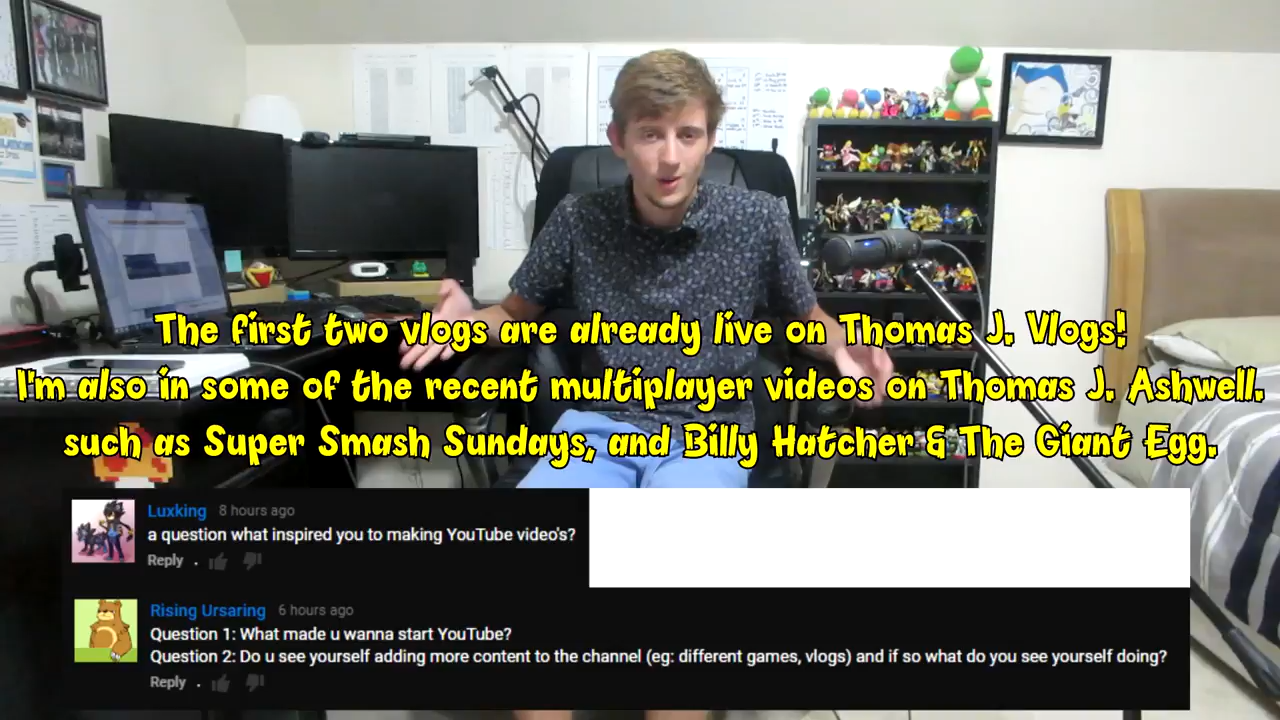 The first two vlogs are already live on Thomas J. Vlogs!
I'm also in some of the recent multiplayer videos on Thomas J. Ashwell.
such as Super Smash Sundays, and Billy Hatcher & The Giant Egg.
Luxking 8 hours ago
a question what inspired you to making YouTube video's?
Reply .
Rising Ursaring 6 hours ago
Question 1: What made u wanna start YouTube?
Question 2: Do u see yourself adding more content to the channel (eg: different games, vlogs) and if so what do you see yourself doing?
Reply .